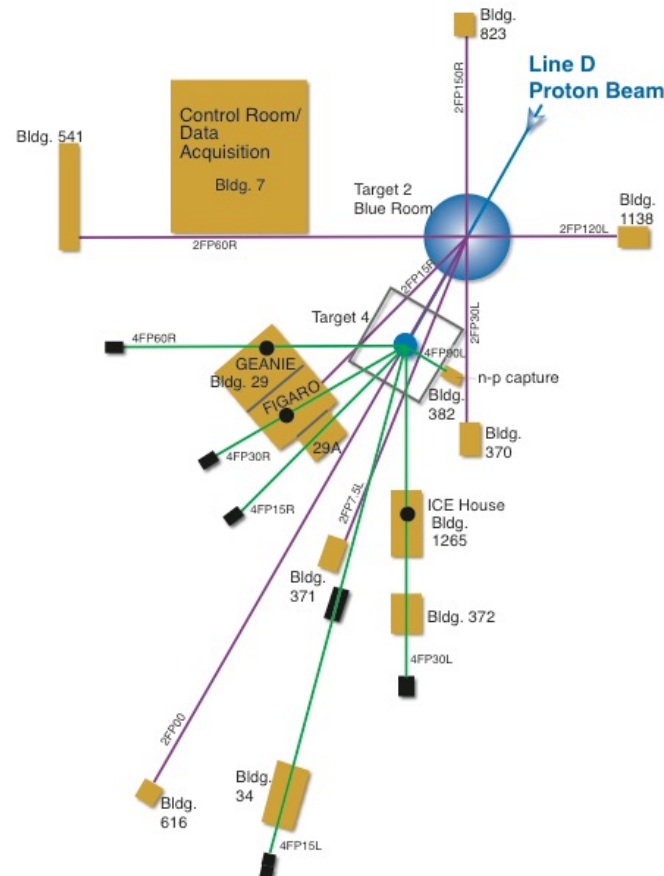 Bldg.
823
2FP150R
Line D
Proton Beam
Bldg. 541
Control Room/
Data
Acquisition
Bldg. 7
Target 2
Blue Room
Bldg.
1138
2FP120L
2FP60R
2FP15R
2FP30L
Target 4
4FP60R
4FP90L
GEANIE
Bldg. 29
n-p capture
FIGARO
Bldg.
382
29A
Bldg.
370
4FP30R
4FP15R
2FP7.5L
ICE House
Bldg.
1265
Bldg.
371
Bldg. 372
4FP30L
2FP00
Bldg.
34
Bldg.
616
4FP15L